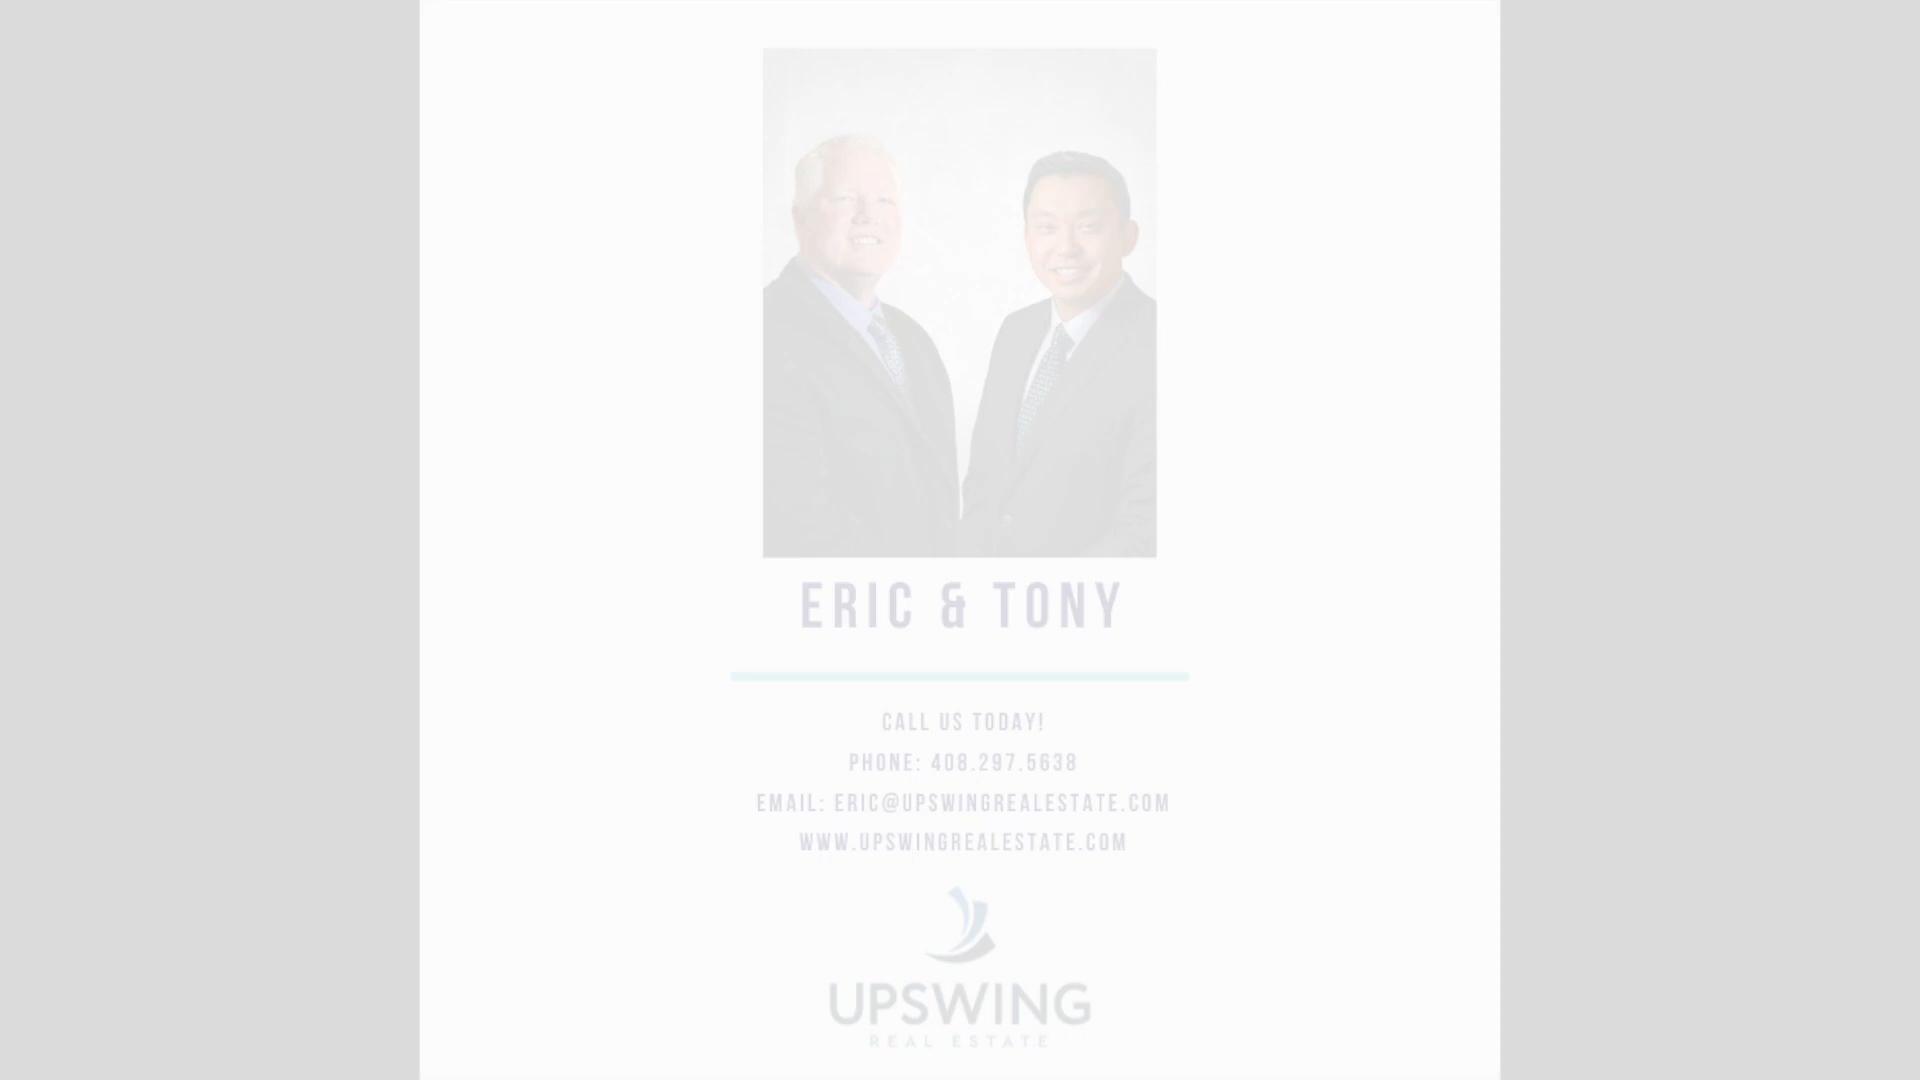 ERIC & TONY
CALL US TODAY!
PHONE: 408.297.5638
EMAIL: ERIC@UPSWINGREALESTATE.COM
WWW.UPSWINGREALESTATE.COM
UPSWING
REAL ESTATE